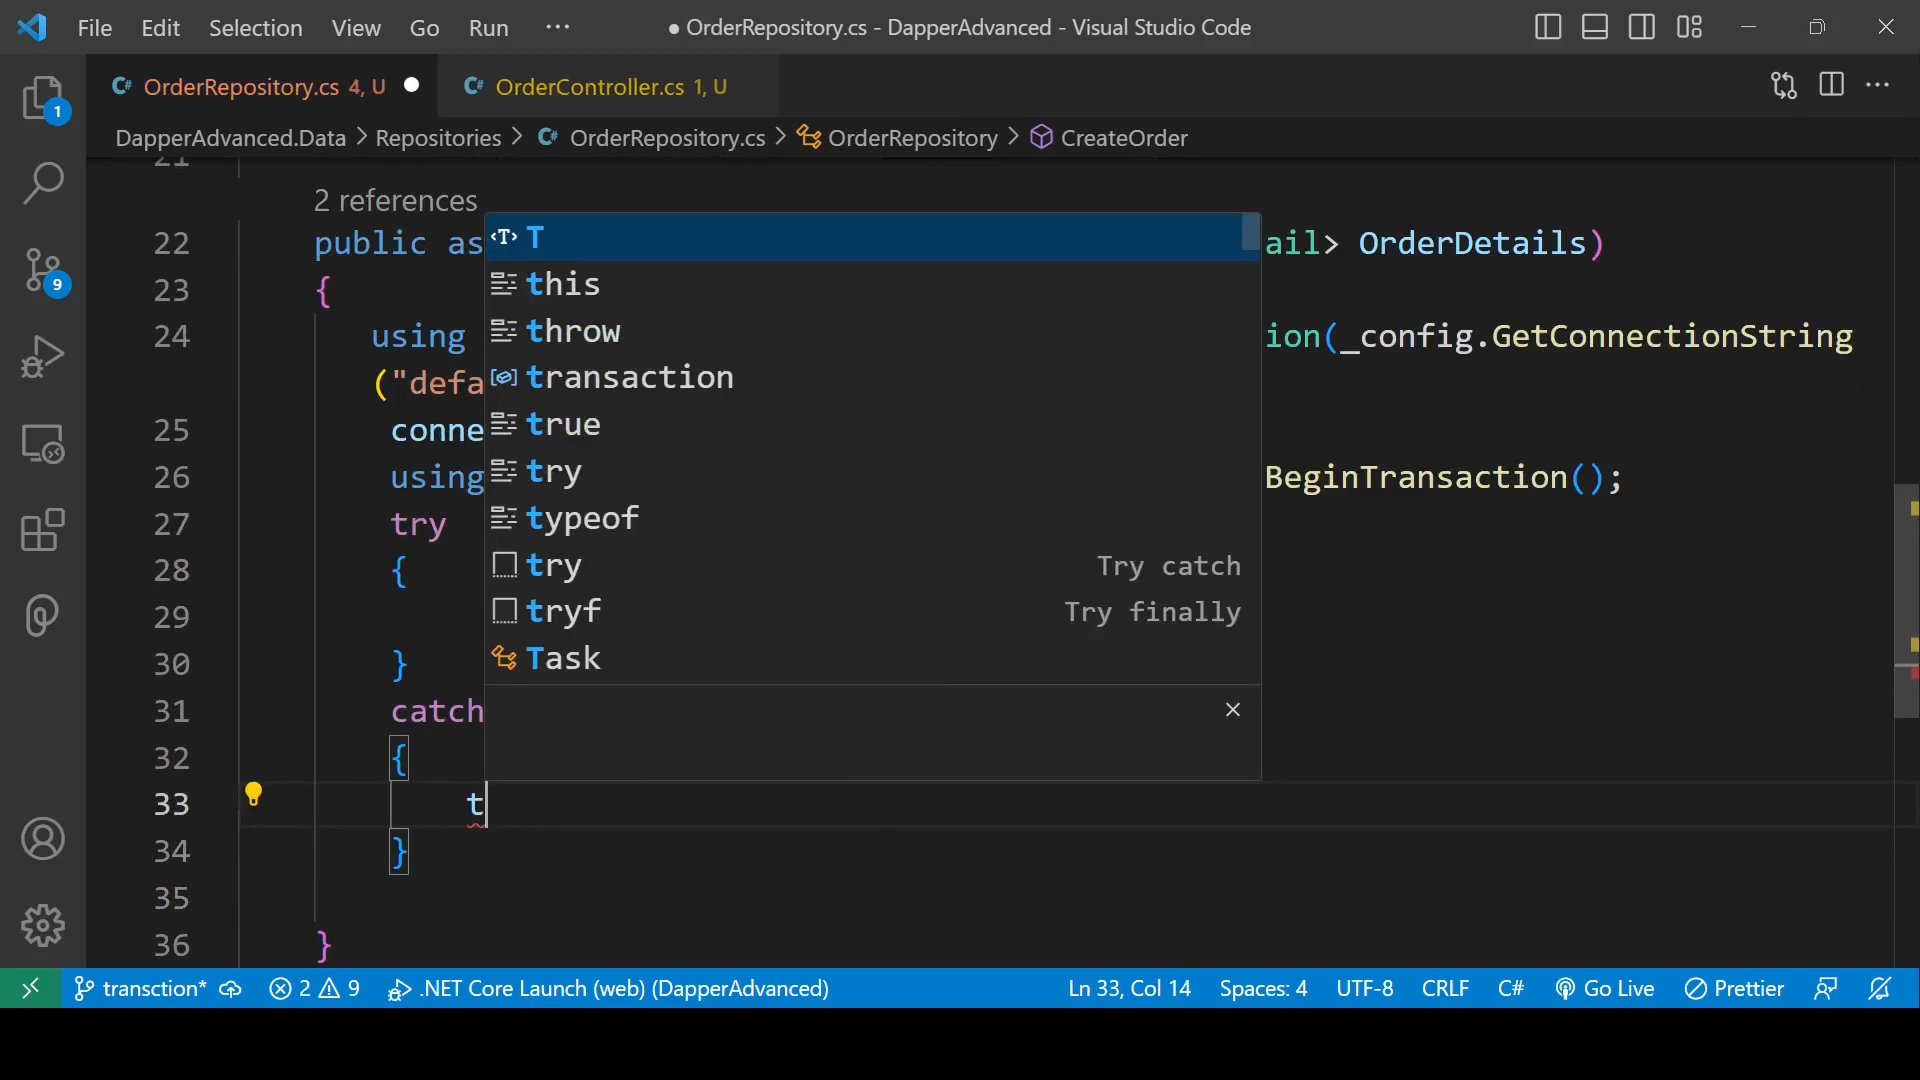 File Edit Selection View Go Run ··· ● OrderRepository.cs - DapperAdvanced - Visual Studio Code
C# OrderRepository.cs 4, U ● C# OrderController.cs 1, U
DapperAdvanced.Data > Repositories > C# OrderRepository.cs > OrderRepository > CreateOrder
1
9
21
2 references
22 public as ail> OrderDetails)
23 {
24 using ion(_config.GetConnectionString
("defa
25 conne
26 using BeginTransaction();
27 try
28 {
29
30 }
31 catch
32 {
33 t
34 }
35
36 }
<T> T
this
throw
transaction
true
try
typeof
try Try catch
tryf Try finally
Task
transction* 2 9 .NET Core Launch (web) (DapperAdvanced) Ln 33, Col 14 Spaces: 4 UTF-8 CRLF C# Go Live Prettier